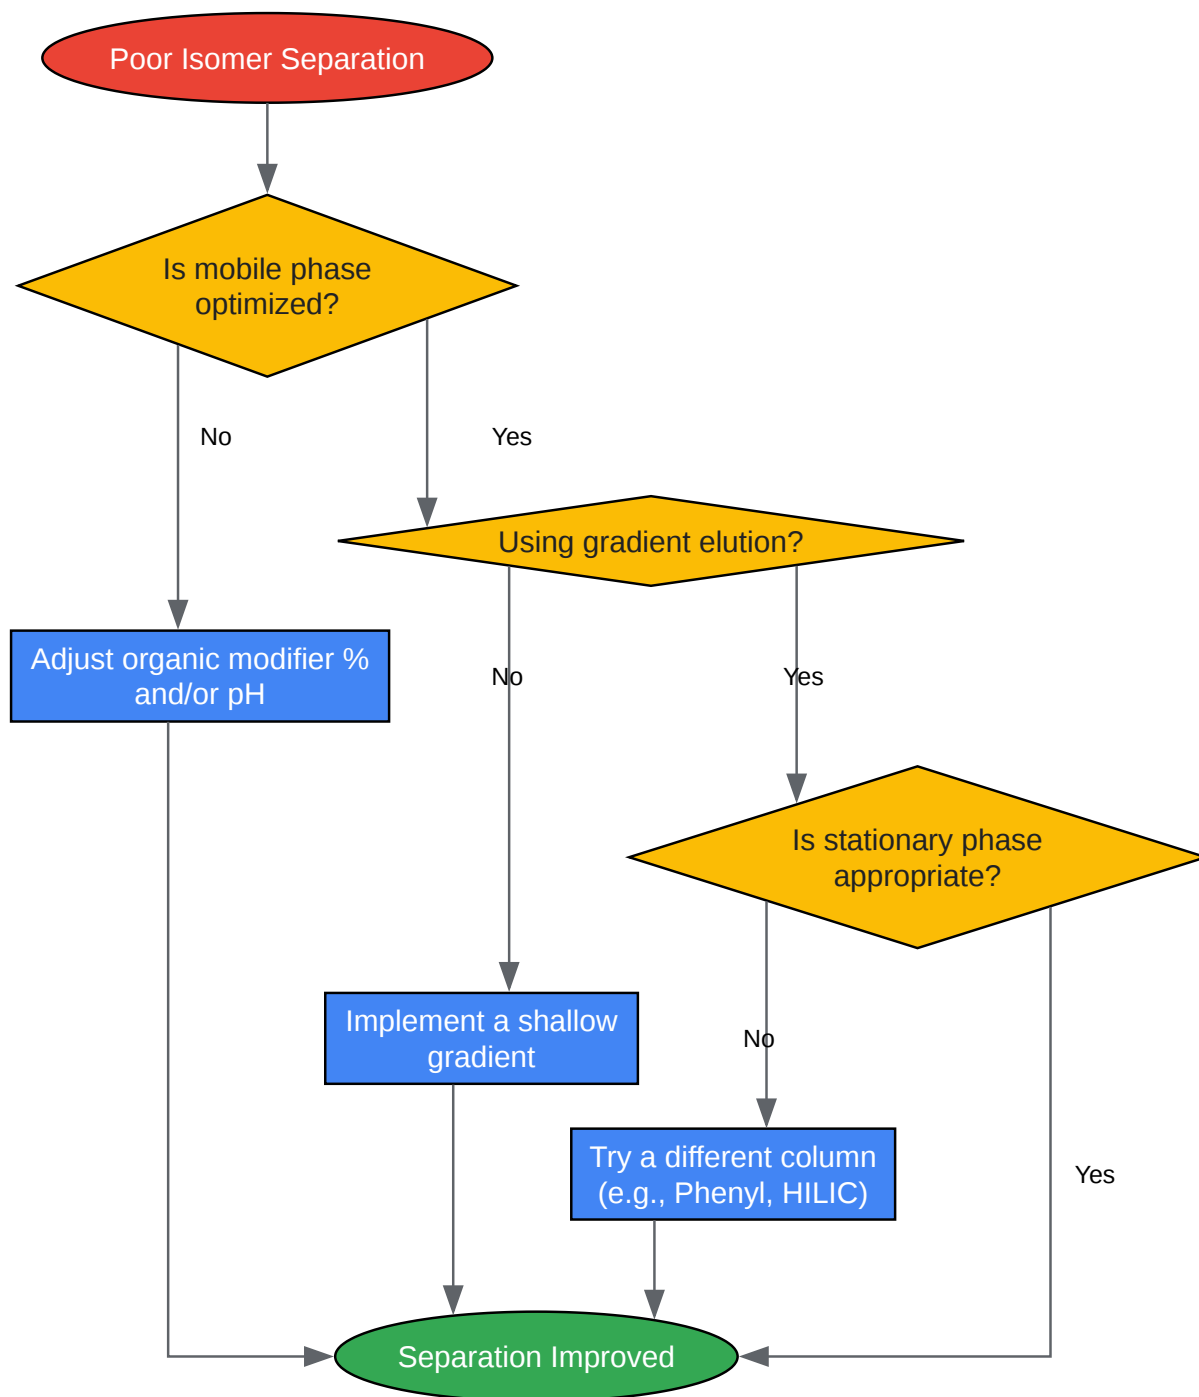 Poor Isomer Separation
Is mobile phase
optimized?
No
Yes
Using gradient elution?
Adjust organic modifier %
and/or pH
No
Yes
Is stationary phase
appropriate?
Implement a shallow
gradient
No
Try a different column
(e.g., Phenyl, HILIC)
Yes
Separation Improved